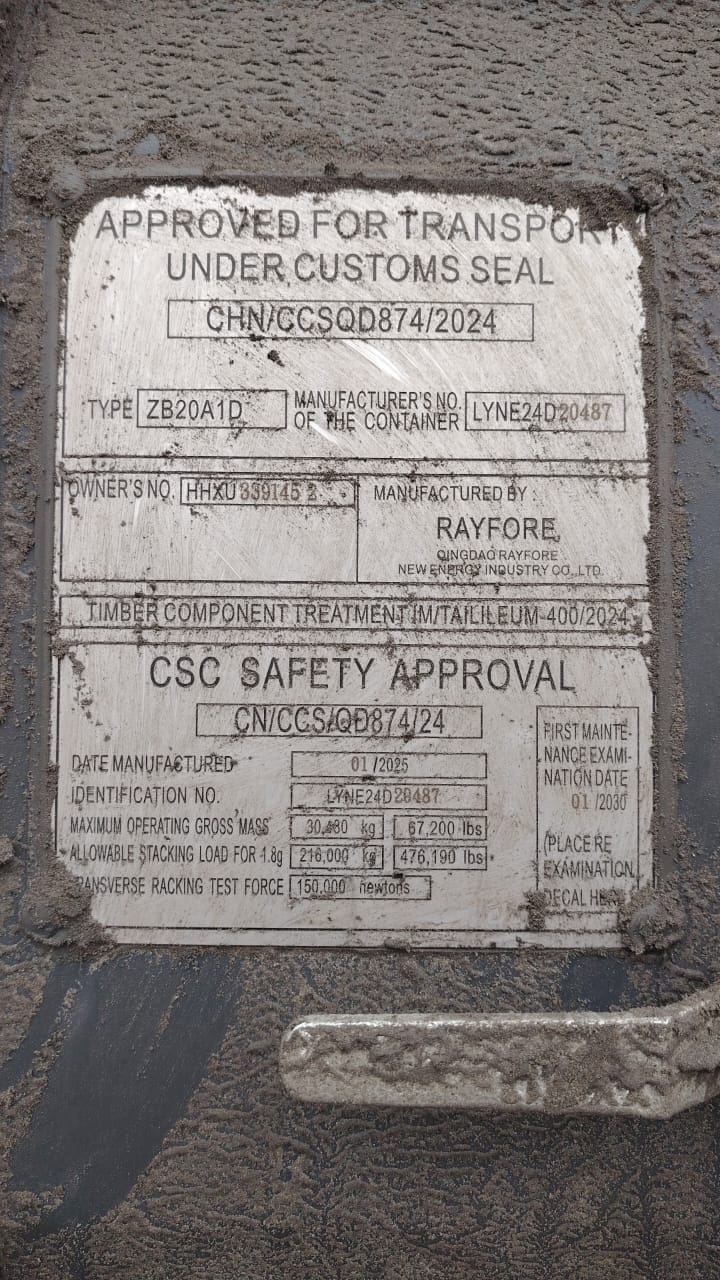 APPROVED FOR TRANSPORT
UNDER CUSTOMS SEAL
CHN/CCSQD874/2024
TYPE ZB20A1D MANUFACTURER'S NO. OF THE CONTAINER LYNE24D20487
OWNER'S NO. HHXU 339145 2
MANUFACTURED BY :
RAYFORE
QINGDAO RAYFORE
NEW ENERGY INDUSTRY CO., LTD.
TIMBER COMPONENT TREATMENT IM/TAILILEUM-400/2024
CSC SAFETY APPROVAL
CN/CCS/QD874/24
DATE MANUFACTURED 01 /2025
IDENTIFICATION NO. LYNE24D20487
MAXIMUM OPERATING GROSS MASS 30,480 kg 67,200 lbs
ALLOWABLE STACKING LOAD FOR 1.8g 216,000 kg 476,190 lbs
TRANSVERSE RACKING TEST FORCE 150,000 newtons
FIRST MAINTE-
NANCE EXAMI-
NATION DATE
01 /2030
(PLACE RE
EXAMINATION
DECAL HERE